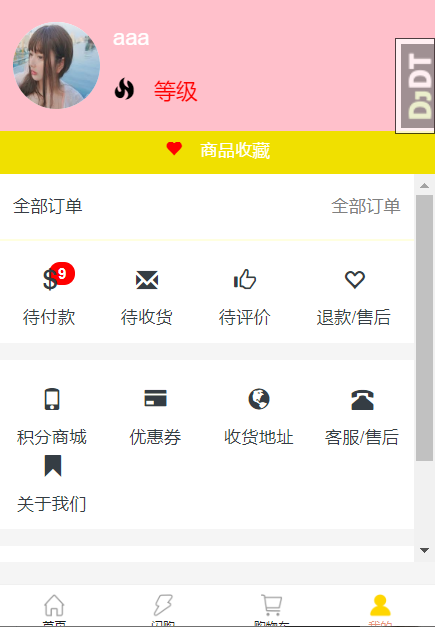 aaa
等级
DJDT
商品收藏
全部订单 全部订单
$ 9
待付款 待收货 待评价 退款/售后
积分商城 优惠券 收货地址 客服/售后
关于我们
首页 闪购 购物车 我的